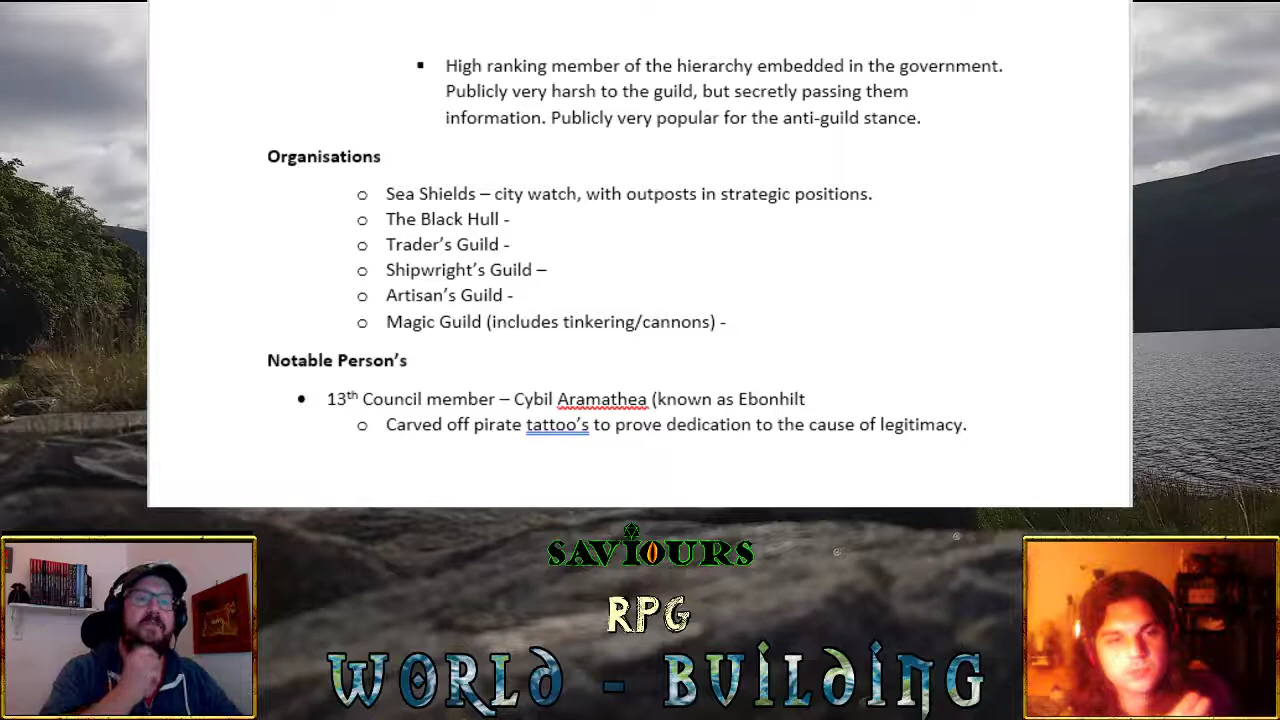 ▪ High ranking member of the hierarchy embedded in the government.
Publicly very harsh to the guild, but secretly passing them
information. Publicly very popular for the anti-guild stance.
Organisations
o Sea Shields – city watch, with outposts in strategic positions.
o The Black Hull -
o Trader's Guild -
o Shipwright's Guild –
o Artisan's Guild -
o Magic Guild (includes tinkering/cannons) -
Notable Person's
• 13th Council member – Cybil Aramathea (known as Ebonhilt
o Carved off pirate tattoo's to prove dedication to the cause of legitimacy.
SAVIOURS
RPG
WORLD - BUILDING